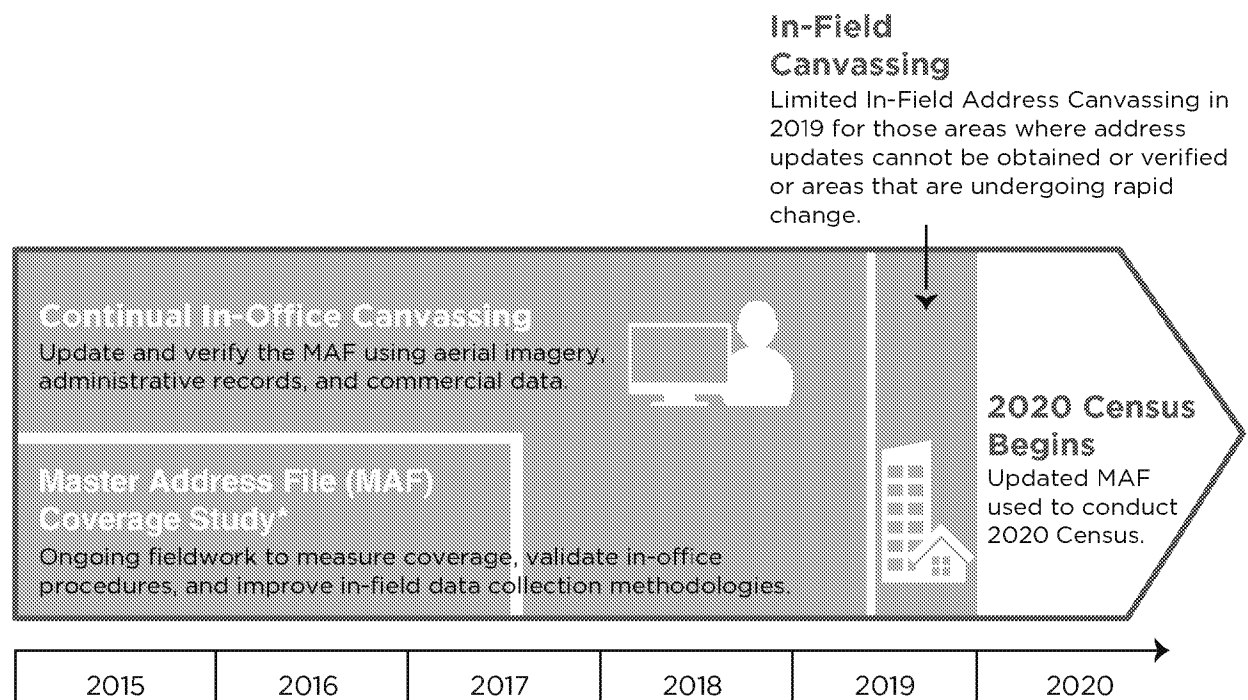 In-Field
Canvassing
Limited In-Field Address Canvassing in
2019 for those areas where address
updates cannot be obtained or verified
or areas that are undergoing rapid
change.
Continual In-Office Canvassing
Update and verify the MAF using aerial imagery,
administrative records, and commercial data.
Master Address File (MAF)
Coverage Study*
Ongoing fieldwork to measure coverage, validate in-office
procedures, and improve in-field data collection methodologies.
2020 Census
Begins
Updated MAF
used to conduct
2020 Census.
2015 2016 2017 2018 2019 2020